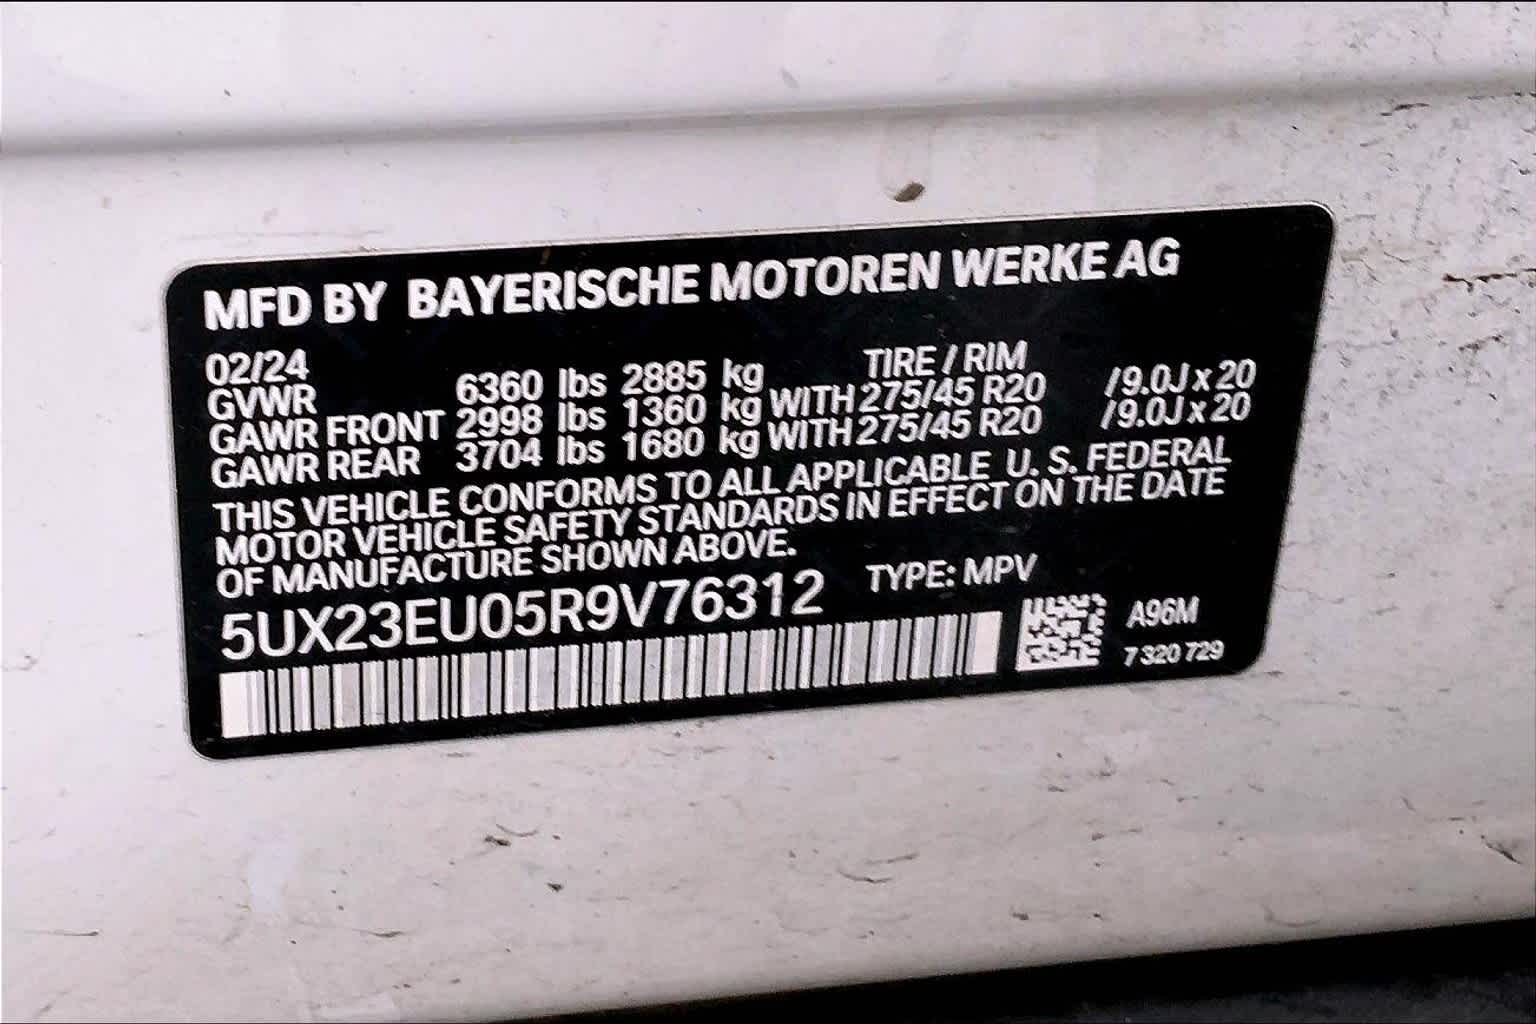 MFD BY BAYERISCHE MOTOREN WERKE AG
02/24 TIRE / RIM
GVWR 6360 lbs 2885 kg
GAWR FRONT 2998 lbs 1360 kg WITH 275/45 R20 /9.0J x 20
GAWR REAR 3704 lbs 1680 kg WITH 275/45 R20 /9.0J x 20
THIS VEHICLE CONFORMS TO ALL APPLICABLE U. S. FEDERAL
MOTOR VEHICLE SAFETY STANDARDS IN EFFECT ON THE DATE
OF MANUFACTURE SHOWN ABOVE.
5UX23EU05R9V76312 TYPE: MPV
A96M
7 320 729